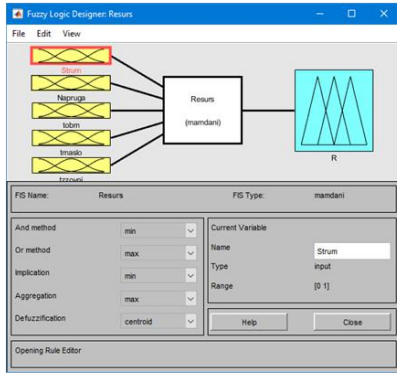 Fuzzy Logic Designer: Resurs
File Edit View
Strum
Napruga
tobm
tmaslo
tzzovni
Resurs
(mamdani)
R
FIS Name: Resurs FIS Type: mamdani
And method min
Or method max
Implication min
Aggregation max
Defuzzification centroid
Current Variable
Name Strum
Type input
Range [0 1]
Help Close
Opening Rule Editor